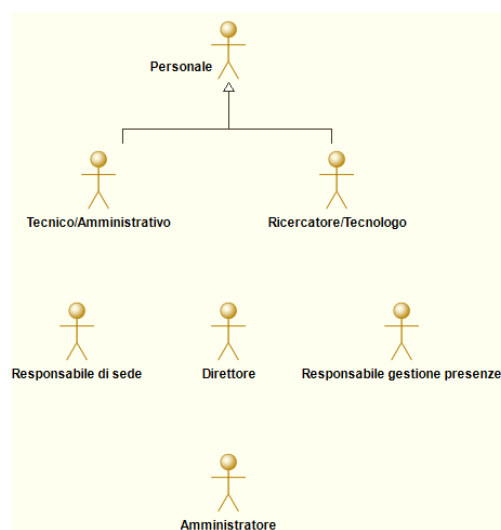 Personale
Tecnico/Amministrativo
Ricercatore/Tecnologo
Responsabile di sede
Direttore
Responsabile gestione presenze
Amministratore